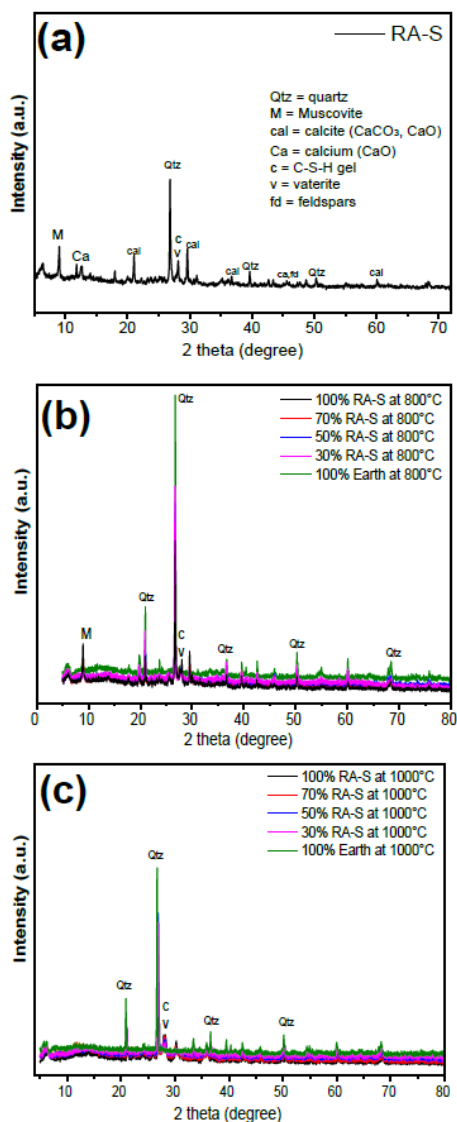 (a)
RA-S
Qtz = quartz
M = Muscovite
cal = calcite (CaCO₃, CaO)
Ca = calcium (CaO)
c = C-S-H gel
v = vaterite
fd = feldspars
Intensity (a.u.)
M
Ca
cal
Qtz
c
v
cal
cal
Qtz
ca,fd
Qtz
cal
10 20 30 40 50 60 70
2 theta (degree)
(b)
100% RA-S at 800°C
70% RA-S at 800°C
50% RA-S at 800°C
30% RA-S at 800°C
100% Earth at 800°C
Intensity (a.u.)
Qtz
M
Qtz
C
V
Qtz
Qtz
Qtz
0 10 20 30 40 50 60 70 80
2 theta (degree)
(c)
100% RA-S at 1000°C
70% RA-S at 1000°C
50% RA-S at 1000°C
30% RA-S at 1000°C
100% Earth at 1000°C
Intensity (a.u.)
Qtz
Qtz
C
V
Qtz
Qtz
10 20 30 40 50 60 70 80
2 theta (degree)